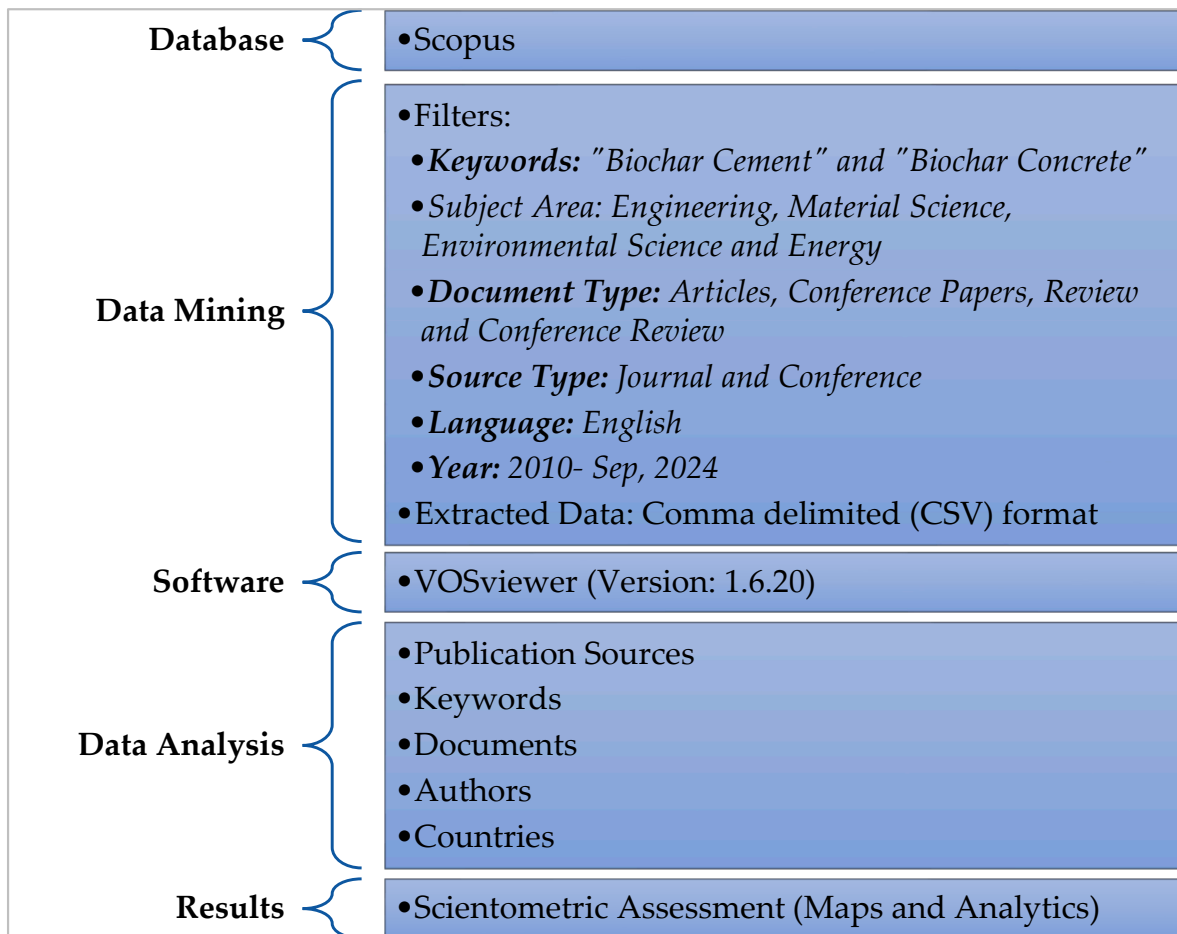 Database
•Scopus
Data Mining
•Filters:
•Keywords: "Biochar Cement" and "Biochar Concrete"
•Subject Area: Engineering, Material Science,
Environmental Science and Energy
•Document Type: Articles, Conference Papers, Review
and Conference Review
•Source Type: Journal and Conference
•Language: English
•Year: 2010- Sep, 2024
•Extracted Data: Comma delimited (CSV) format
Software
•VOSviewer (Version: 1.6.20)
Data Analysis
•Publication Sources
•Keywords
•Documents
•Authors
•Countries
Results
•Scientometric Assessment (Maps and Analytics)